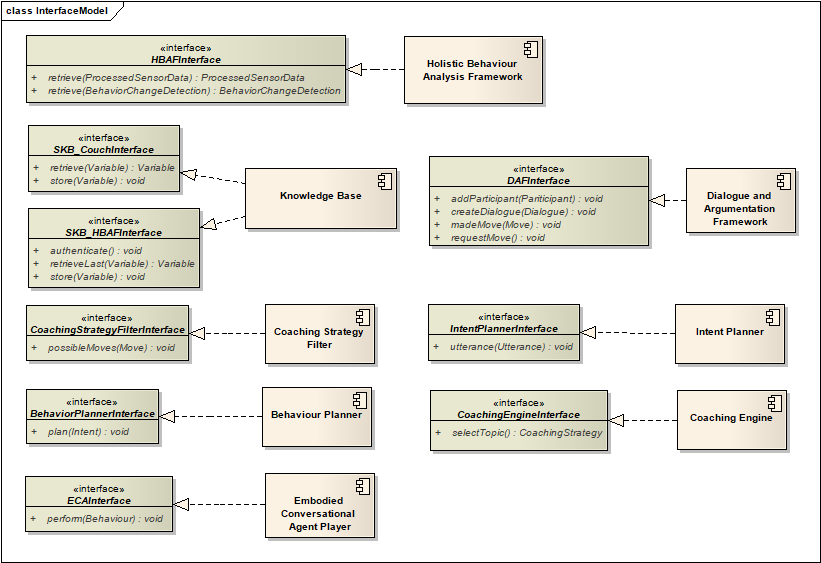 class InterfaceModel
«interface»
HBAFInterface
+ retrieve(ProcessedSensorData) : ProcessedSensorData
+ retrieve(BehaviorChangeDetection) : BehaviorChangeDetection
Holistic Behaviour
Analysis Framework
«interface»
SKB_CouchInterface
+ retrieve(Variable) : Variable
+ store(Variable) : void
Knowledge Base
«interface»
SKB_HBAFInterface
+ authenticate() : void
+ retrieveLast(Variable) : Variable
+ store(Variable) : void
«interface»
DAFInterface
+ addParticipant(Pariticipant) : void
+ createDialogue(Dialogue) : void
+ madeMove(Move) : void
+ requestMove() : void
Dialogue and
Argumentation
Framework
«interface»
CoachingStrategyFilterInterface
+ possibleMoves(Move) : void
Coaching Strategy
Filter
«interface»
IntentPlannerInterface
+ utterance(Utterance) : void
Intent Planner
«interface»
BehaviorPlannerInterface
+ plan(Intent) : void
Behaviour Planner
«interface»
CoachingEngineInterface
+ selectTopic() : CoachingStrategy
Coaching Engine
«interface»
ECAInterface
+ perform(Behaviour) : void
Embodied
Conversational
Agent Player